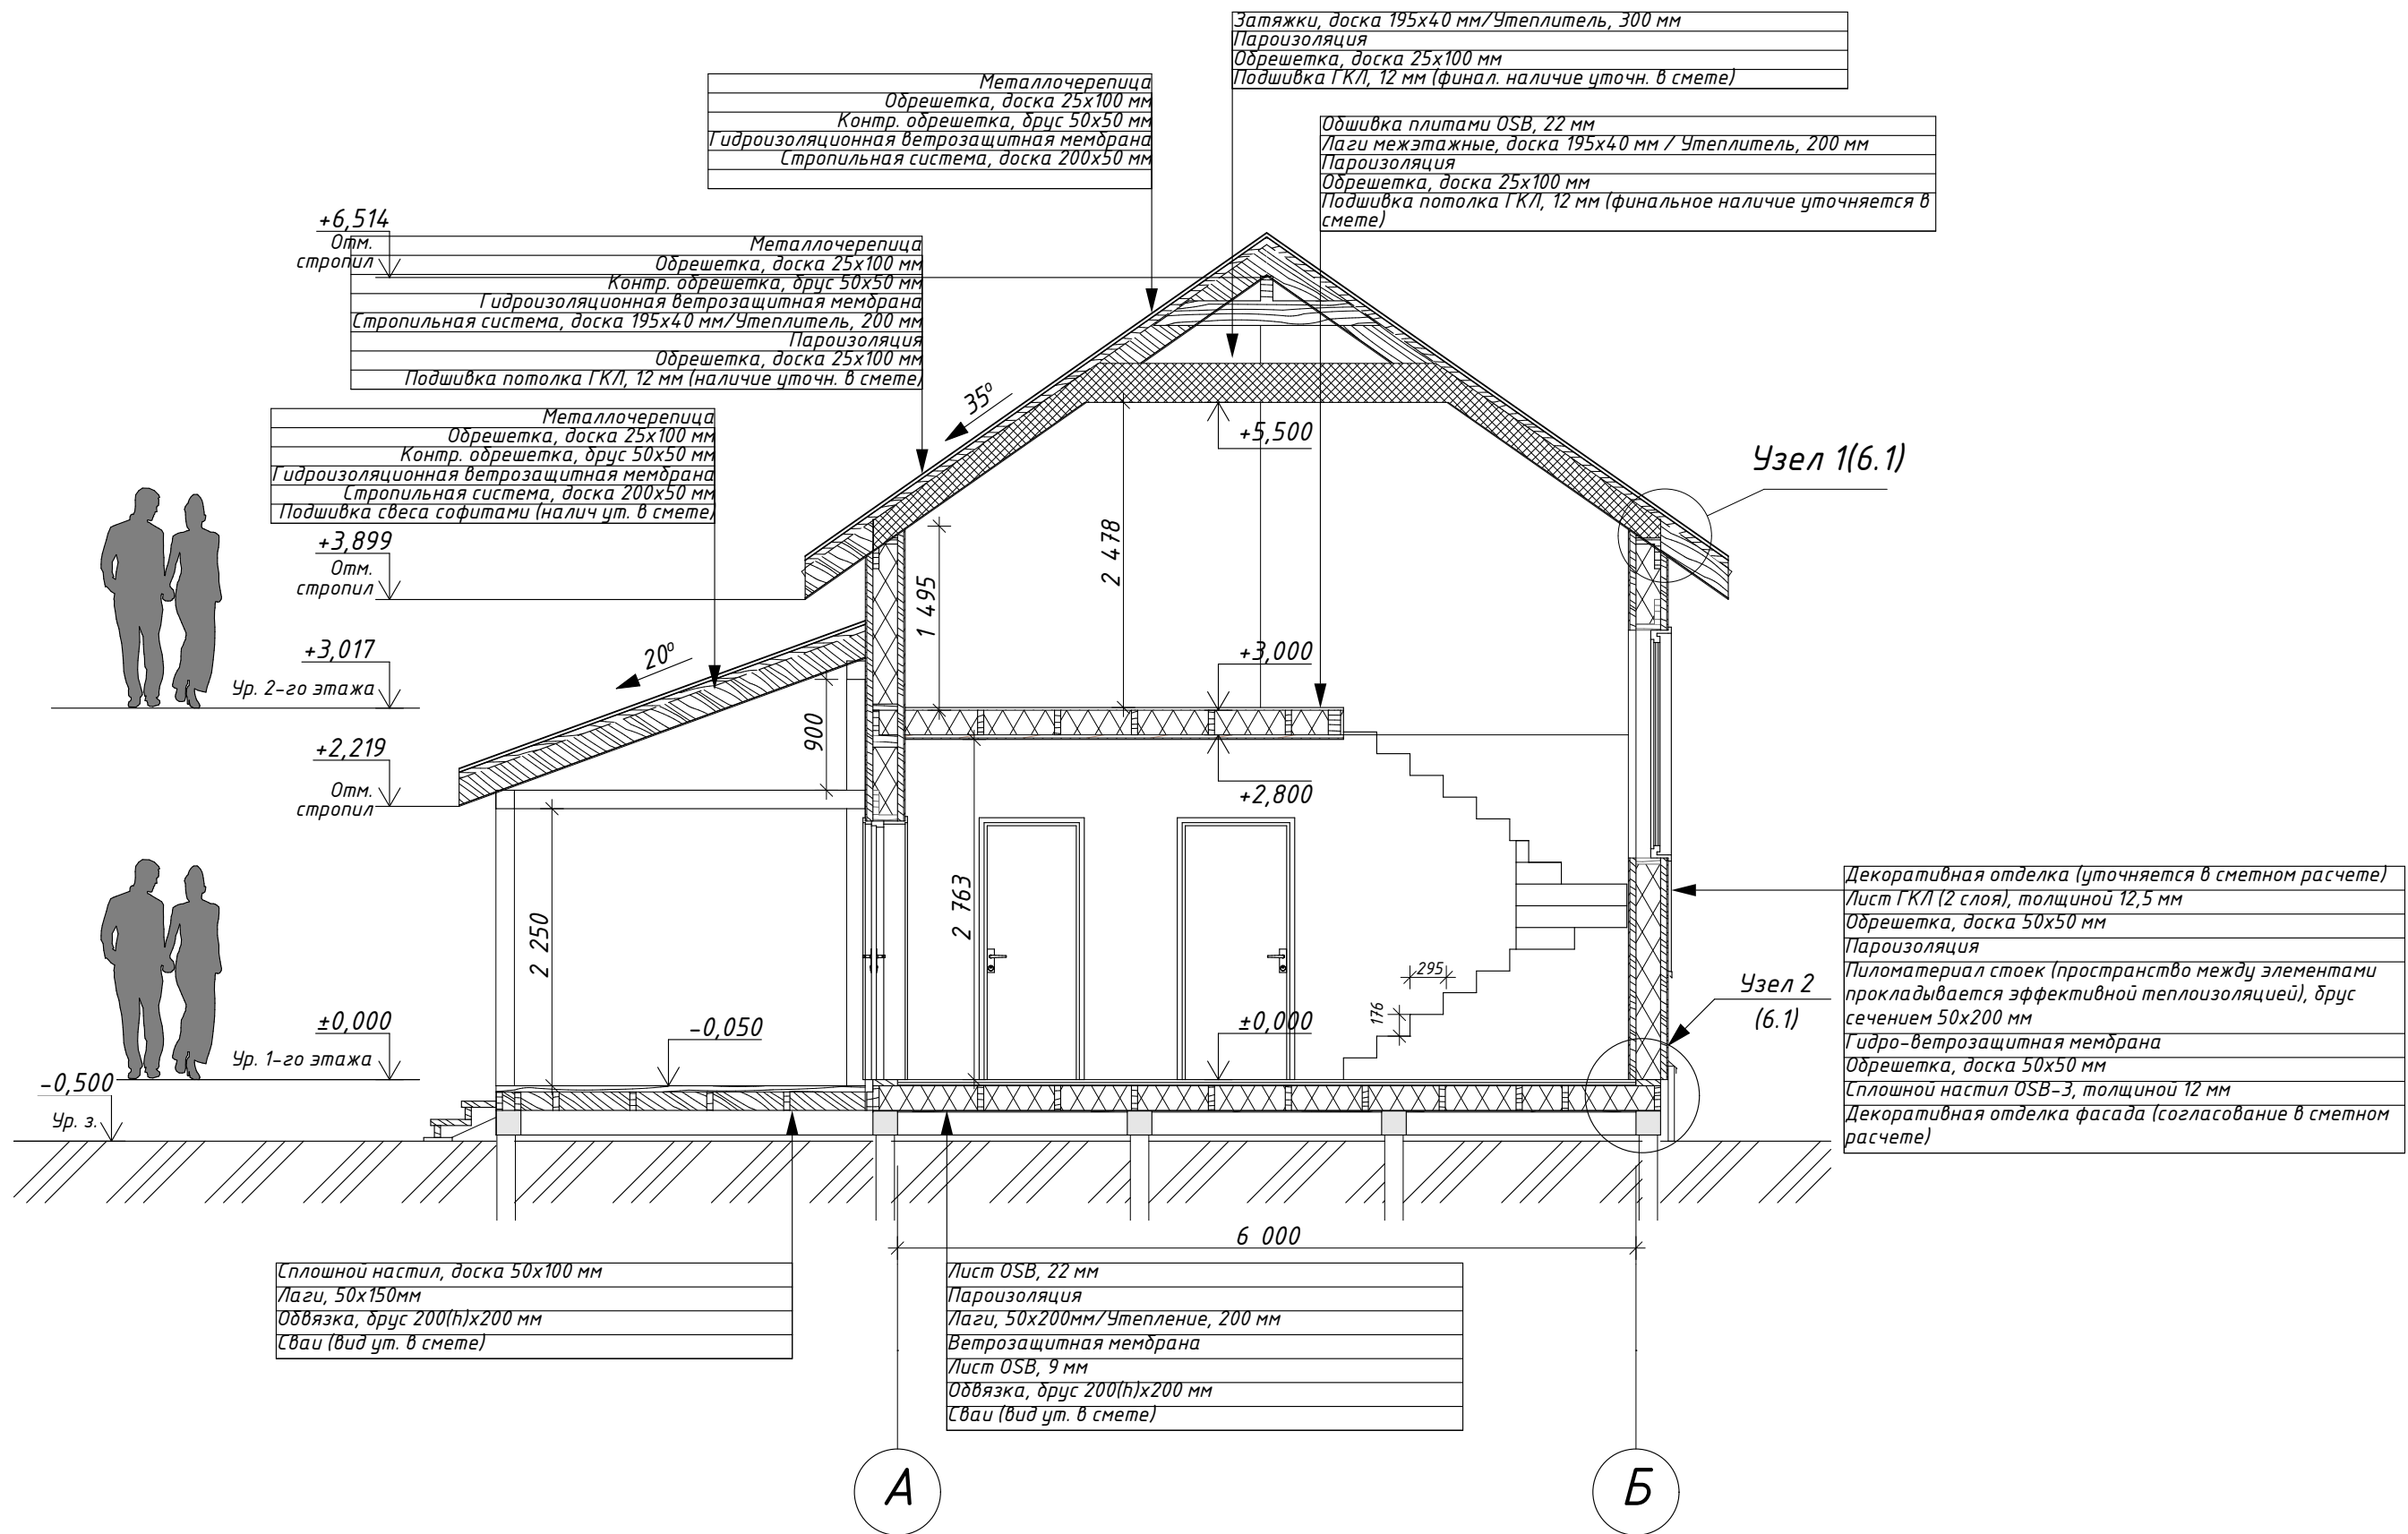 Затяжки, доска 195х40 мм/Утеплитель, 300 мм
Пароизоляция
Обрешетка, доска 25х100 мм
Подшивка ГКЛ, 12 мм (финал. наличие уточн. в смете)
Металлочерепица
Обрешетка, доска 25х100 мм
Контр. обрешетка, брус 50х50 мм
Гидроизоляционная ветрозащитная мембрана
Стропильная система, доска 200х50 мм
Обшивка плитами OSB, 22 мм
Лаги межэтажные, доска 195х40 мм / Утеплитель, 200 мм
Пароизоляция
Обрешетка, доска 25х100 мм
Подшивка потолка ГКЛ, 12 мм (финальное наличие уточняется в
смете)
+6,514
Отм.
стропил
Металлочерепица
Обрешетка, доска 25х100 мм
Контр. обрешетка, брус 50х50 мм
Гидроизоляционная ветрозащитная мембрана
Стропильная система, доска 195х40 мм/Утеплитель, 200 мм
Пароизоляция
Обрешетка, доска 25х100 мм
Подшивка потолка ГКЛ, 12 мм (наличие уточн. в смете)
35°
Металлочерепица
Обрешетка, доска 25х100 мм
Контр. обрешетка, брус 50х50 мм
Гидроизоляционная ветрозащитная мембрана
Стропильная система, доска 200х50 мм
Подшивка свеса софитами (налич ут. в смете)
+5,500
Узел 1(6.1)
+3,899
Отм.
стропил
1 495
2 478
+3,017
Ур. 2-го этажа
20°
+3,000
900
+2,219
Отм.
стропил
+2,800
2 250
2 763
295
176
Декоративная отделка (уточняется в сметном расчете)
Лист ГКЛ (2 слоя), толщиной 12,5 мм
Обрешетка, доска 50х50 мм
Пароизоляция
Пиломатериал стоек (пространство между элементами
прокладывается эффективной теплоизоляцией), брус
сечением 50х200 мм
Гидро-ветрозащитная мембрана
Обрешетка, доска 50х50 мм
Сплошной настил OSB-3, толщиной 12 мм
Декоративная отделка фасада (согласование в сметном
расчете)
Узел 2
(6.1)
±0,000
Ур. 1-го этажа
-0,050
±0,000
-0,500
Ур. з.
6 000
Сплошной настил, доска 50х100 мм
Лаги, 50х150мм
Обвязка, брус 200(h)х200 мм
Сваи (вид ут. в смете)
Лист OSB, 22 мм
Пароизоляция
Лаги, 50х200мм/Утепление, 200 мм
Ветрозащитная мембрана
Лист OSB, 9 мм
Обвязка, брус 200(h)х200 мм
Сваи (вид ут. в смете)
А
Б